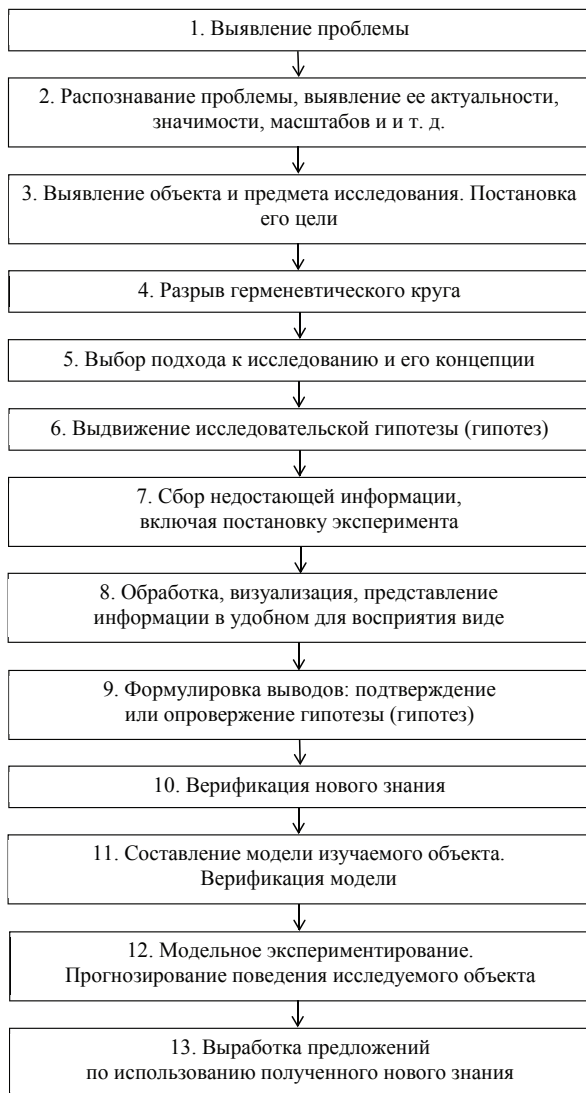 1. Выявление проблемы
2. Распознавание проблемы, выявление ее актуальности,
значимости, масштабов и и т. д.
3. Выявление объекта и предмета исследования. Постановка
его цели
4. Разрыв герменевтического круга
5. Выбор подхода к исследованию и его концепции
6. Выдвижение исследовательской гипотезы (гипотез)
7. Сбор недостающей информации,
включая постановку эксперимента
8. Обработка, визуализация, представление
информации в удобном для восприятия виде
9. Формулировка выводов: подтверждение
или опровержение гипотезы (гипотез)
10. Верификация нового знания
11. Составление модели изучаемого объекта.
Верификация модели
12. Модельное экспериментирование.
Прогнозирование поведения исследуемого объекта
13. Выработка предложений
по использованию полученного нового знания